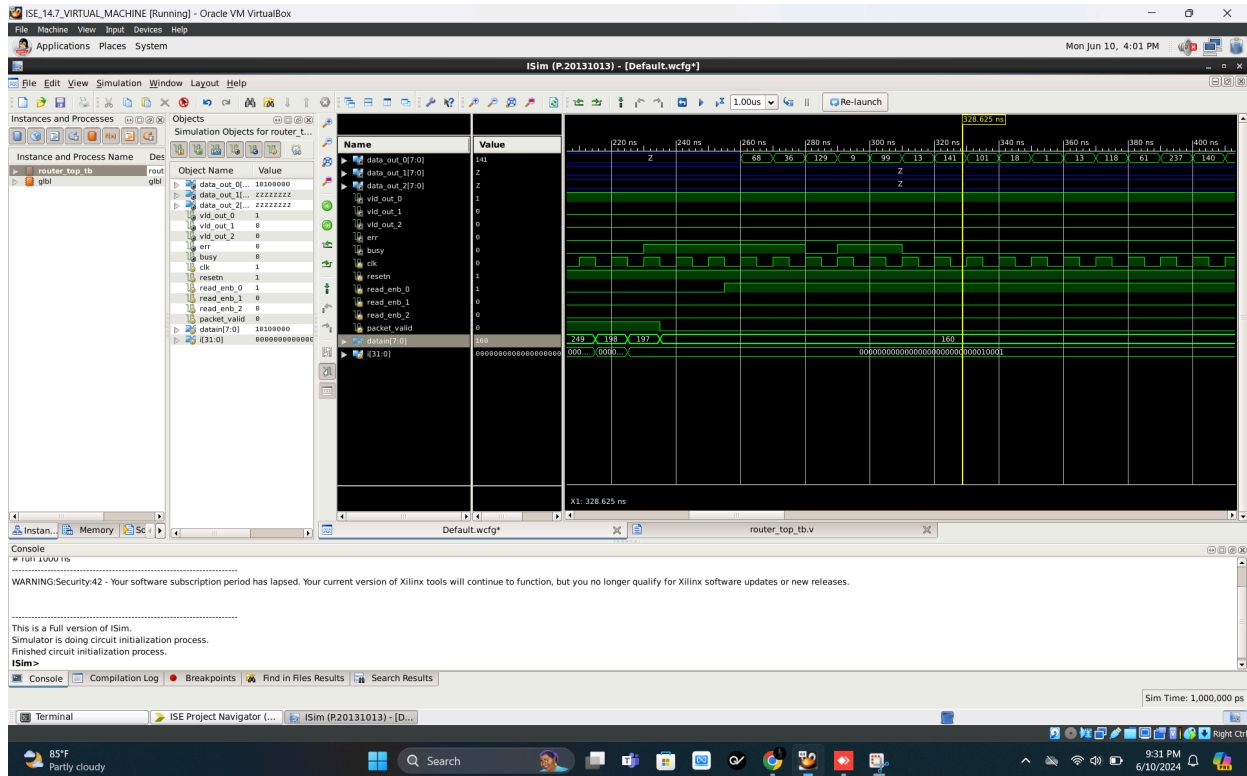 ISE_14.7_VIRTUAL_MACHINE [Running] - Oracle VM VirtualBox
File Machine View Input Devices Help
Applications Places System
Mon Jun 10, 4:01 PM
ISim (P.20131013) - [Default.wcfg*]
File Edit View Simulation Window Layout Help
1.00us
Re-launch
Instances and Processes
Instance and Process Name Des
router_top_tb rout
glbl glbl
Objects
Simulation Objects for router_t...
Object Name Value
data_out_0[... 10100000
data_out_1[... ZZZZZZZZ
data_out_2[... ZZZZZZZZ
vld_out_0 1
vld_out_1 0
vld_out_2 0
err 0
busy 0
clk 1
resetn 1
read_enb_0 1
read_enb_1 0
read_enb_2 0
packet_valid 0
datain[7:0] 10100000
i[31:0] 000000000000
Name Value
data_out_0[7:0] 141
data_out_1[7:0] Z
data_out_2[7:0] Z
vld_out_0 1
vld_out_1 0
vld_out_2 0
err 0
busy 0
clk 0
resetn 1
read_enb_0 1
read_enb_1 0
read_enb_2 0
packet_valid 0
datain[7:0] 160
i[31:0] 0000000000000000000
328.625 ns
220 ns 240 ns 260 ns 280 ns 300 ns 320 ns 340 ns 360 ns 380 ns 400 ns
Z 68 36 129 9 99 13 141 101 18 1 13 118 61 237 140
Z
Z
249 198 197 160
000... 0000... 00000000000000000000000000010001
X1: 328.625 ns
Instan... Memory Sc
Default.wcfg* router_top_tb.v
Console
# run 1000 ns
------------------------------------------------------------------
WARNING:Security:42 - Your software subscription period has lapsed. Your current version of Xilinx tools will continue to function, but you no longer qualify for Xilinx software updates or new releases.
------------------------------------------------------------------
This is a Full version of ISim.
Simulator is doing circuit initialization process.
Finished circuit initialization process.
ISim>
Console Compilation Log Breakpoints Find in Files Results Search Results
Sim Time: 1,000,000 ps
Terminal ISE Project Navigator (... ISim (P.20131013) - [D...
Right Ctrl
85°F
Partly cloudy
Search
9:31 PM
6/10/2024